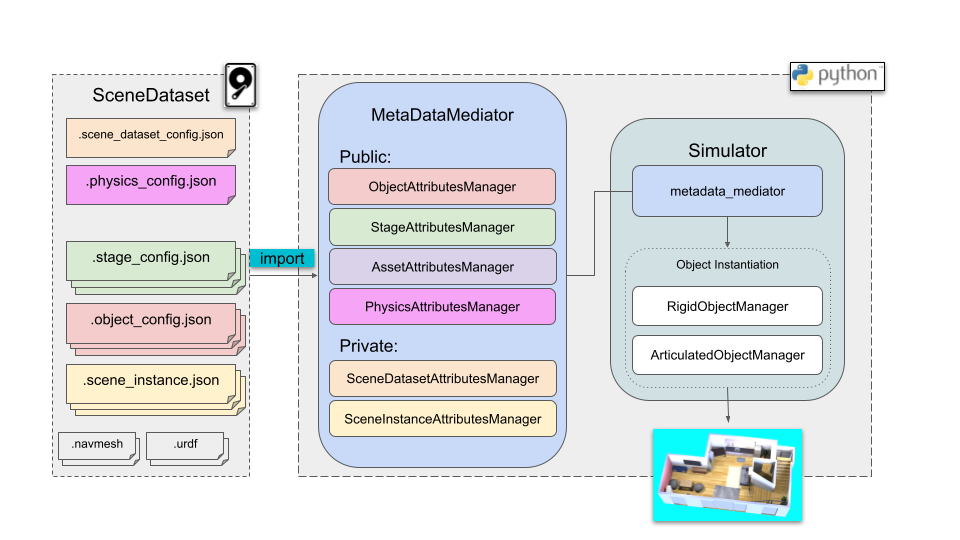 SceneDataset
.scene_dataset_config.json
.physics_config.json
.stage_config.json
.object_config.json
.scene_instance.json
.navmesh
.urdf
import
python™
MetaDataMediator
Public:
ObjectAttributesManager
StageAttributesManager
AssetAttributesManager
PhysicsAttributesManager
Private:
SceneDatasetAttributesManager
SceneInstanceAttributesManager
Simulator
metadata_mediator
Object Instantiation
RigidObjectManager
ArticulatedObjectManager